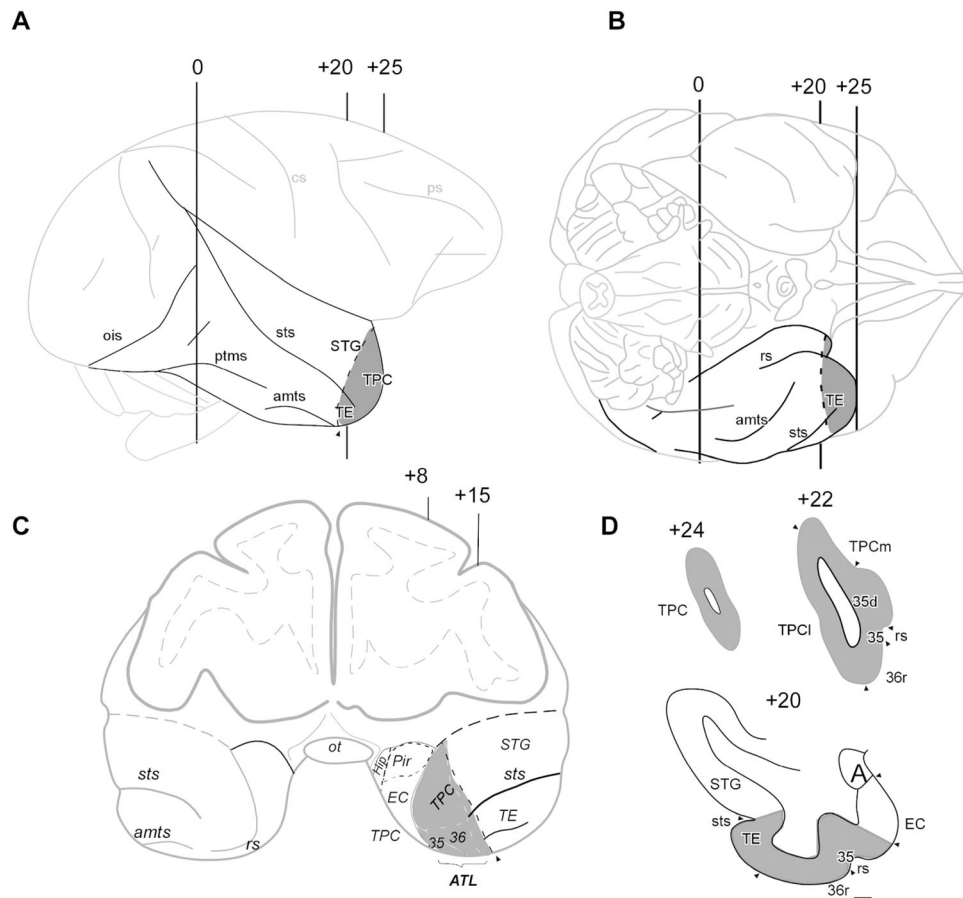 A
0
+20
+25
cs
ps
ois
sts
STG
ptms
TPC
amts
TE
B
0
+20
+25
rs
TE
amts
sts
C
+8
+15
ot
Hip
Pir
STG
sts
EC
TPC
sts
TE
amts
TPC
rs
35
36
ATL
D
+24
+22
TPCm
TPC
35d
TPCl
35
rs
36r
+20
STG
A
sts
EC
TE
35
rs
36r